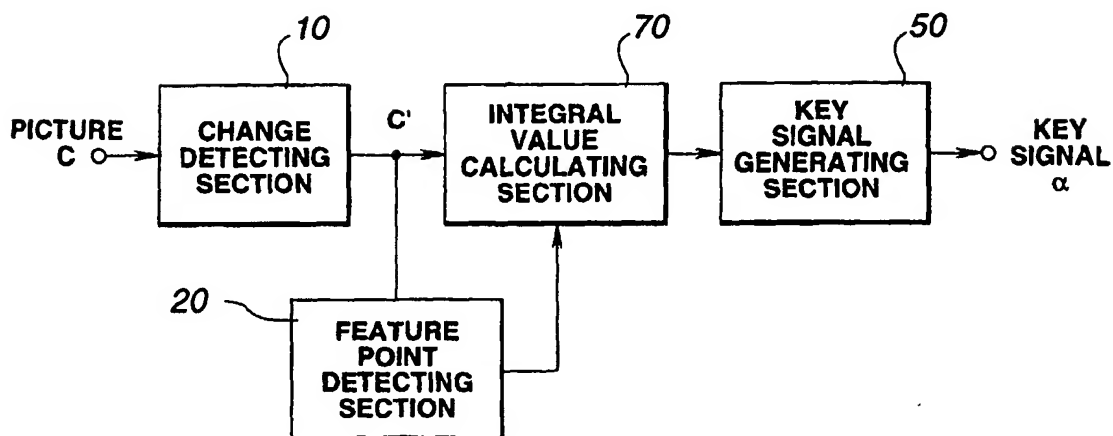 10
70
50
PICTURE
C
CHANGE
DETECTING
SECTION
C'
INTEGRAL
VALUE
CALCULATING
SECTION
KEY
SIGNAL
GENERATING
SECTION
KEY
SIGNAL
α
20
FEATURE
POINT
DETECTING
SECTION